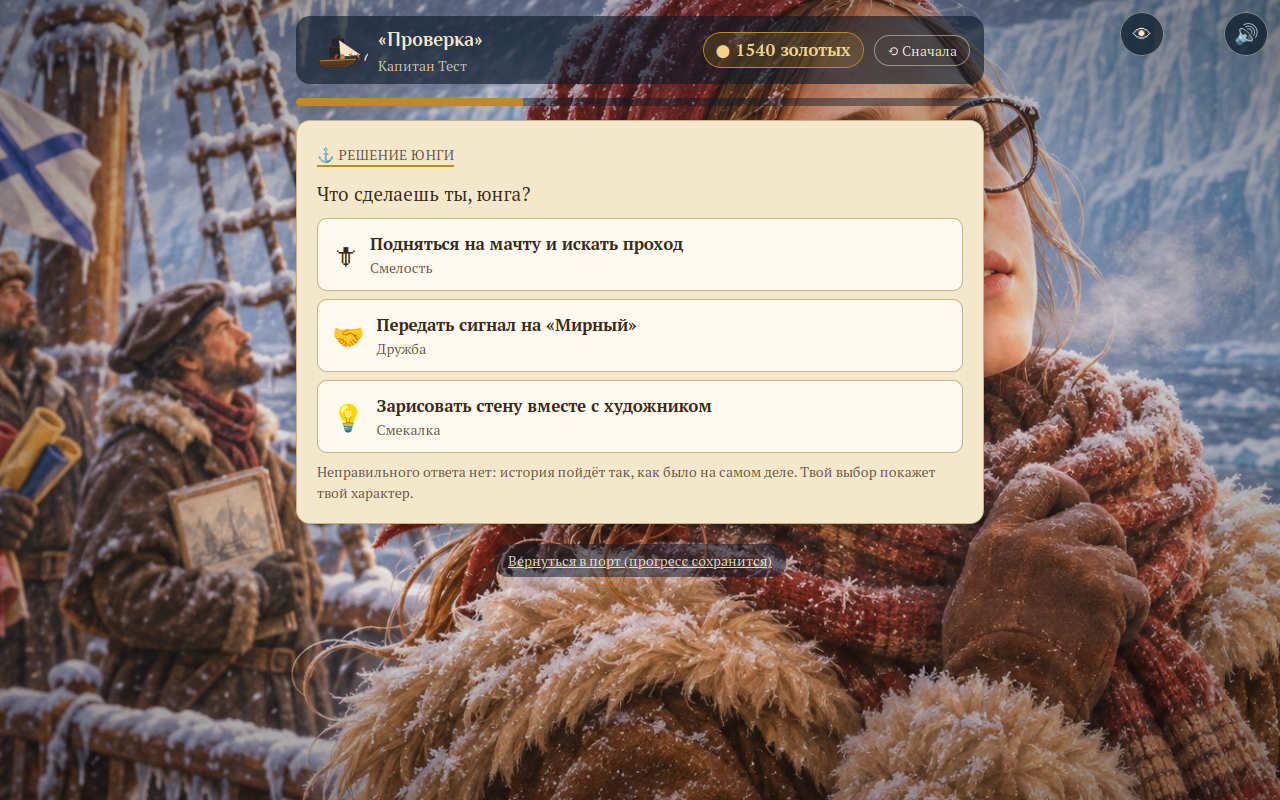 «Проверка»
Капитан Тест
1540 золотых
⟲ Сначала
⚓ РЕШЕНИЕ ЮНГИ
Что сделаешь ты, юнга?
Подняться на мачту и искать проход
Смелость
Передать сигнал на «Мирный»
Дружба
Зарисовать стену вместе с художником
Смекалка
Неправильного ответа нет: история пойдёт так, как было на самом деле. Твой выбор покажет
твой характер.
Вернуться в порт (прогресс сохранится)